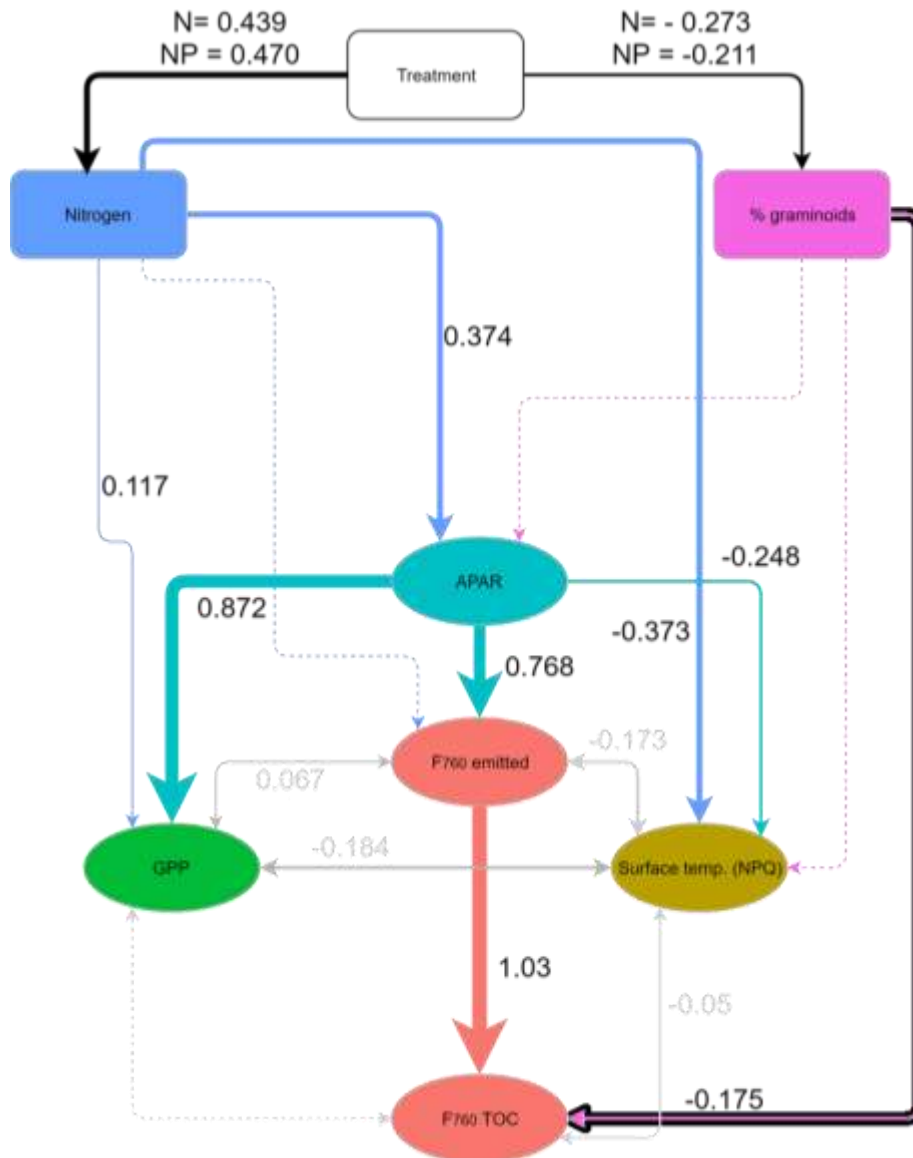 N= 0.439
NP = 0.470
N= - 0.273
NP = -0.211
Treatment
Nitrogen
% graminoids
0.374
0.117
-0.248
APAR
0.872
-0.373
0.768
-0.173
F760 emitted
0.067
-0.184
GPP
Surface temp. (NPQ)
1.03
-0.05
-0.175
F760 TOC